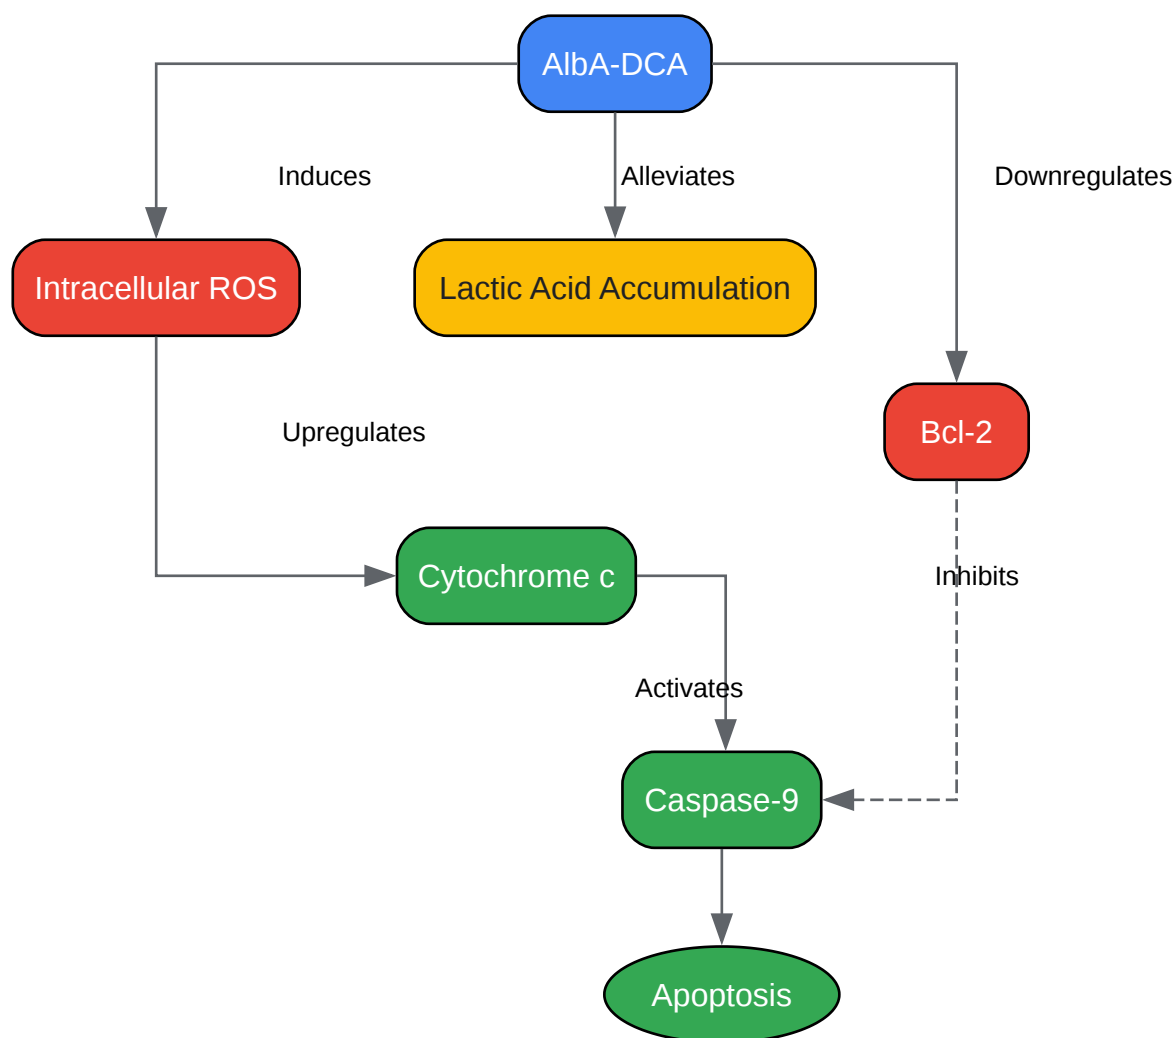 AlbA-DCA
Induces
Alleviates
Downregulates
Intracellular ROS
Lactic Acid Accumulation
Upregulates
Bcl-2
Cytochrome c
Inhibits
Activates
Caspase-9
Apoptosis